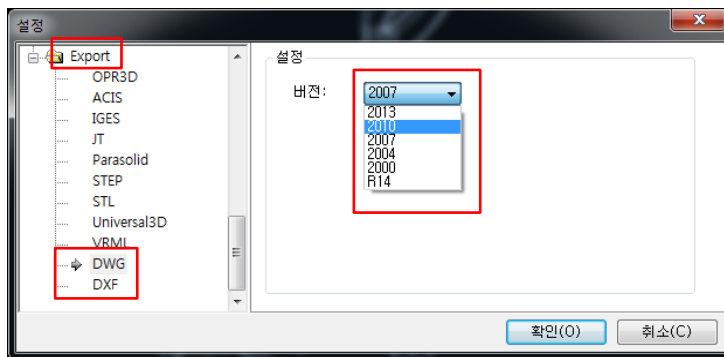 설정
Export
OPR3D
ACIS
IGES
JT
Parasolid
STEP
STL
Universal3D
VRML
DWG
DXF
설정
버전:
2007
2013
2010
2007
2004
2000
R14
확인(O)
취소(C)